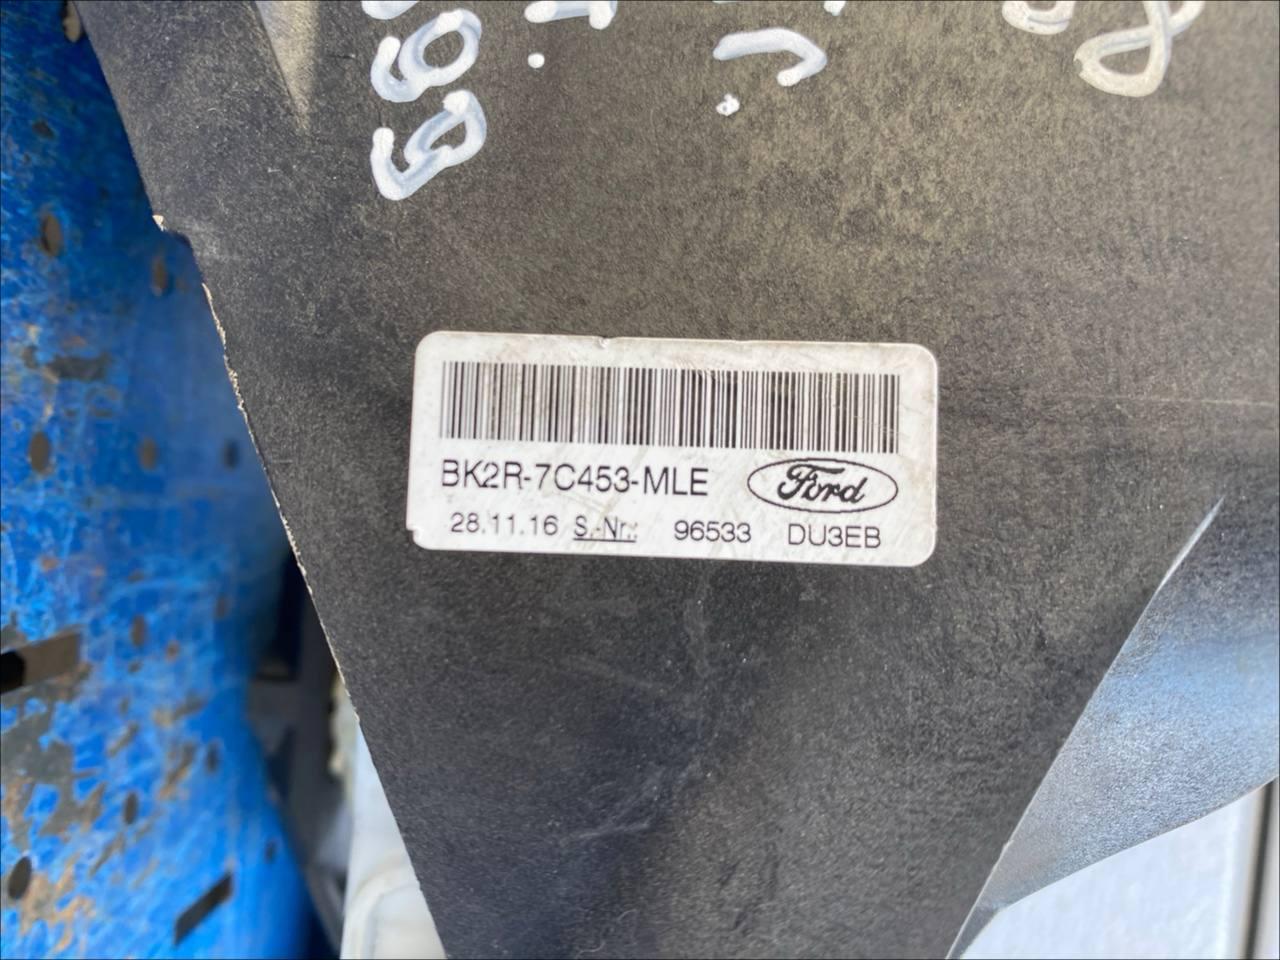 BK2R-7C453-MLE Ford
28.11.16 S.-Nr.: 96533 DU3EB